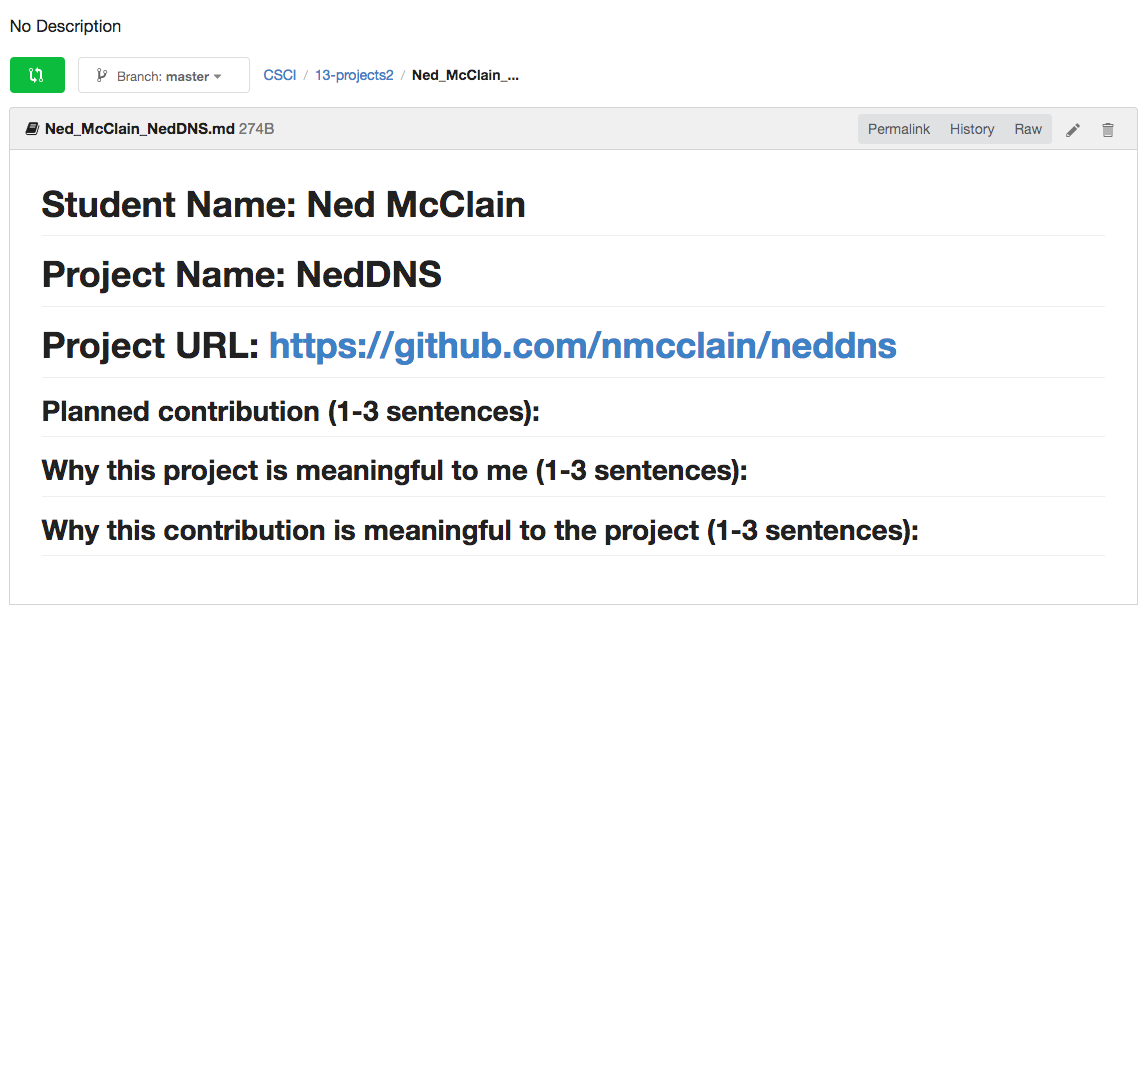 No Description
Branch: master
CSCI / 13-projects2 / Ned_McClain_...
Ned_McClain_NedDNS.md 274B
Permalink History Raw
Student Name: Ned McClain
Project Name: NedDNS
Project URL: https://github.com/nmcclain/neddns
Planned contribution (1-3 sentences):
Why this project is meaningful to me (1-3 sentences):
Why this contribution is meaningful to the project (1-3 sentences):